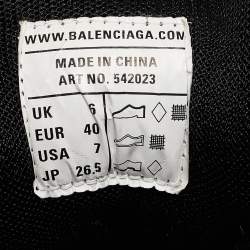 WWW.BALENCIAGA.COM
MADE IN CHINA
ART NO. 542023
UK 6
EUR 40
USA 7
JP 26.5